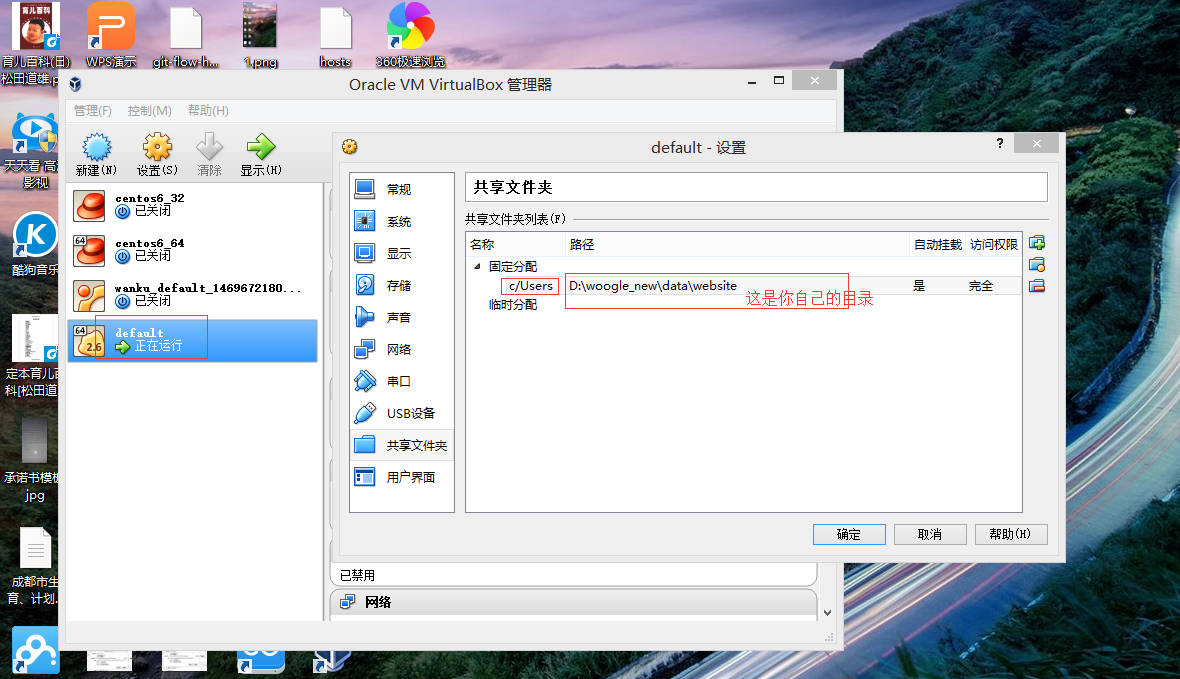 育儿百科(日)
松田道雄.p
WPS演示
git-flow-h...
1.png
hosts
360极速浏览
天天看 高
影视
酷狗音乐
定本育儿百
科[松田道
承诺书模板
jpg
成都市生
育、计划.
Oracle VM VirtualBox 管理器
管理(F)
控制(M)
帮助(H)
新建(N)
设置(S)
清除
显示(H)
centos6_32
已关闭
64
centos6_64
已关闭
wanku_default_1469672180...
已关闭
64
2.6
default
正在运行
default - 设置
?
常规
系统
显示
存储
声音
网络
串口
USB设备
共享文件夹
用户界面
共享文件夹
共享文件夹列表(F)
名称
路径
自动挂载
访问权限
固定分配
c/Users
D:\woogle_new\data\website
是
完全
这是你自己的目录
临时分配
确定
取消
帮助(H)
已禁用
网络